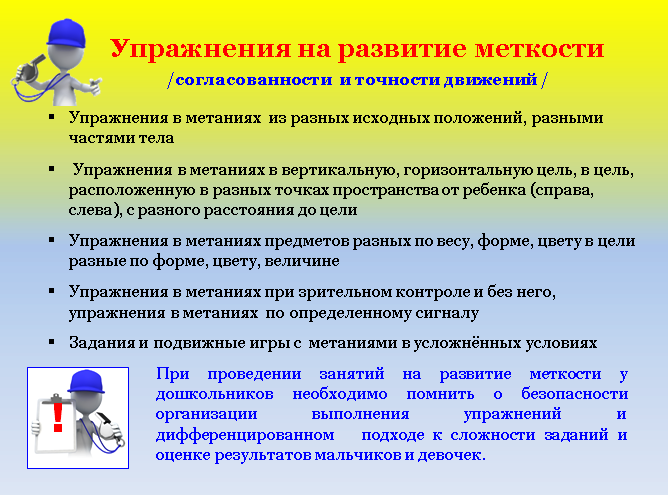 Упражнения на развитие меткости
/согласованности и точности движений /
▪ Упражнения в метаниях из разных исходных положений, разными
частями тела
▪ Упражнения в метаниях в вертикальную, горизонтальную цель, в цель,
расположенную в разных точках пространства от ребенка (справа,
слева), с разного расстояния до цели
▪ Упражнения в метаниях предметов разных по весу, форме, цвету в цели
разные по форме, цвету, величине
▪ Упражнения в метаниях при зрительном контроле и без него,
упражнения в метаниях по определенному сигналу
▪ Задания и подвижные игры с метаниями в усложнённых условиях
!
При проведении занятий на развитие меткости у
дошкольников необходимо помнить о безопасности
организации выполнения упражнений и
дифференцированном подходе к сложности заданий и
оценке результатов мальчиков и девочек.